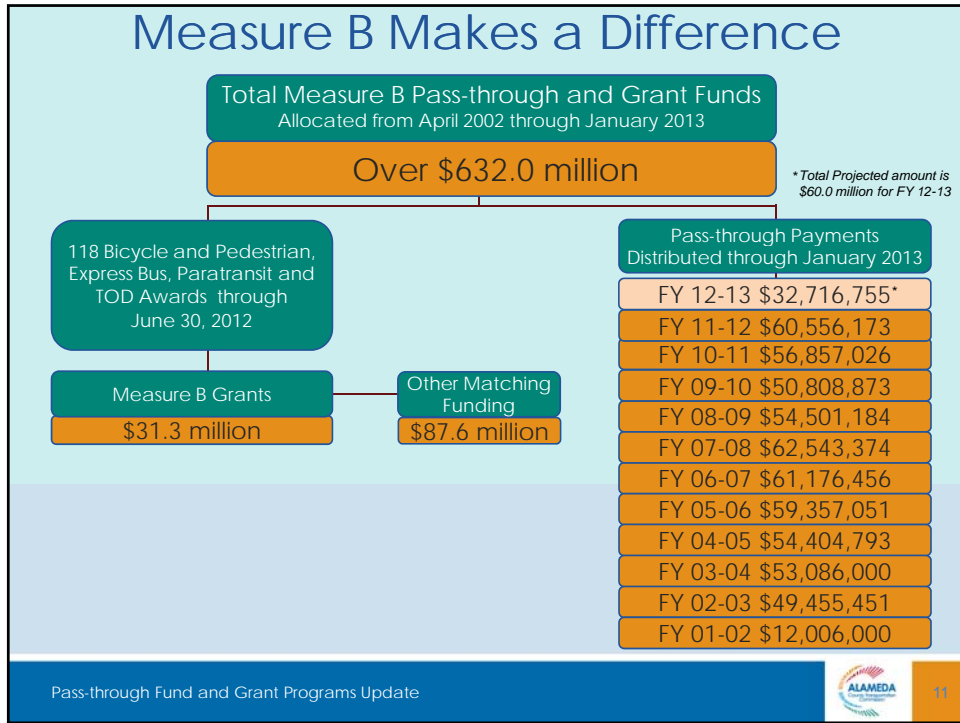 Measure B Makes a Difference
Total Measure B Pass-through and Grant Funds
Allocated from April 2002 through January 2013
Over $632.0 million
*Total Projected amount is
$60.0 million for FY 12-13
118 Bicycle and Pedestrian,
Express Bus, Paratransit and
TOD Awards through
June 30, 2012
Measure B Grants
$31.3 million
Other Matching
Funding
$87.6 million
Pass-through Payments
Distributed through January 2013
FY 12-13 $32,716,755*
FY 11-12 $60,556,173
FY 10-11 $56,857,026
FY 09-10 $50,808,873
FY 08-09 $54,501,184
FY 07-08 $62,543,374
FY 06-07 $61,176,456
FY 05-06 $59,357,051
FY 04-05 $54,404,793
FY 03-04 $53,086,000
FY 02-03 $49,455,451
FY 01-02 $12,006,000
Pass-through Fund and Grant Programs Update
ALAMEDA
County Transportation
Commission
11